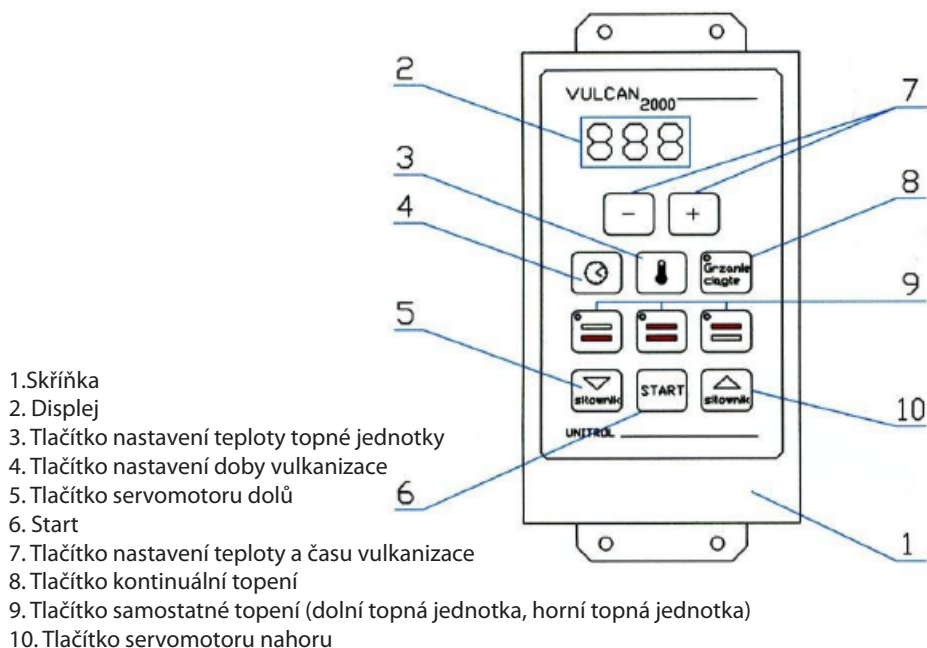 2
7
VULCAN 2000
888
3
8
- +
4
Grzanie
ciągłe
9
5
siłownik START siłownik
10
UNITROL
6
1
1.Skříňka
2. Displej
3. Tlačítko nastavení teploty topné jednotky
4. Tlačítko nastavení doby vulkanizace
5. Tlačítko servomotoru dolů
6. Start
7. Tlačítko nastavení teploty a času vulkanizace
8. Tlačítko kontinuální topení
9. Tlačítko samostatné topení (dolní topná jednotka, horní topná jednotka)
10. Tlačítko servomotoru nahoru